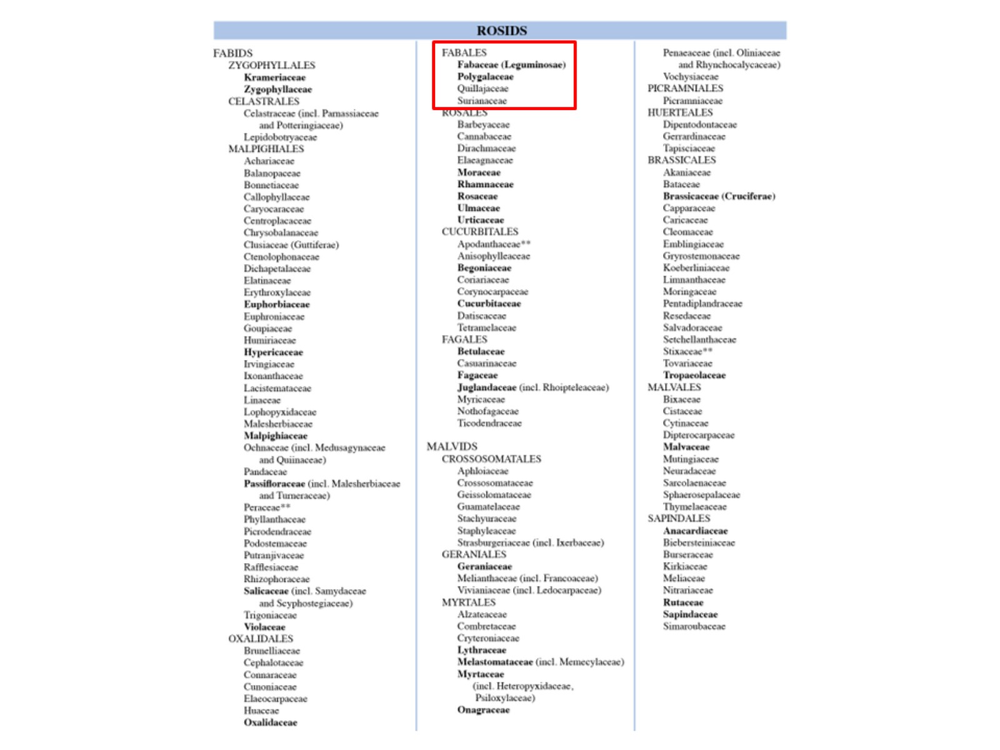 ROSIDS
FABIDS
ZYGOPHYLLALES
Krameriaceae
Zygophyllaceae
CELASTRALES
Celastraceae (incl. Parnassiaceae
and Potteringiaceae)
Lepidobotryaceae
MALPIGHIALES
Achariaceae
Balanopaceae
Bonnetiaceae
Callophyllaceae
Caryocaraceae
Centroplacaceae
Chrysobalanaceae
Clusiaceae (Guttiferae)
Ctenolophonaceae
Dichapetalaceae
Elatinaceae
Erythroxylaceae
Euphorbiaceae
Euphroniaceae
Goupiaceae
Humiriaceae
Hypericaceae
Irvingiaceae
Ixonanthaceae
Lacistemataceae
Linaceae
Lophopyxidaceae
Malesherbiaceae
Malpighiaceae
Ochnaceae (incl. Medusagynaceae
and Quiinaceae)
Pandaceae
Passifloraceae (incl. Malesherbiaceae
and Turneraceae)
Peraceae**
Phyllanthaceae
Picrodendraceae
Podostemaceae
Putranjivaceae
Rafflesiaceae
Rhizophoraceae
Salicaceae (incl. Samydaceae
and Scyphostegiaceae)
Trigoniaceae
Violaceae
OXALIDALES
Brunelliaceae
Cephalotaceae
Connaraceae
Cunoniaceae
Elaeocarpaceae
Huaceae
Oxalidaceae
FABALES
Fabaceae (Leguminosae)
Polygalaceae
Quillajaceae
Surianaceae
ROSALES
Barbeyaceae
Cannabaceae
Dirachmaceae
Elaeagnaceae
Moraceae
Rhamnaceae
Rosaceae
Ulmaceae
Urticaceae
CUCURBITALES
Apodanthaceae**
Anisophylleaceae
Begoniaceae
Coriariaceae
Corynocarpaceae
Cucurbitaceae
Datiscaceae
Tetramelaceae
FAGALES
Betulaceae
Casuarinaceae
Fagaceae
Juglandaceae (incl. Rhoipteleaceae)
Myricaceae
Nothofagaceae
Ticodendraceae
MALVIDS
CROSSOSOMATALES
Aphloiaceae
Crossosomataceae
Geissolomataceae
Guamatelaceae
Stachyuraceae
Staphyleaceae
Strasburgeriaceae (incl. Ixerbaceae)
GERANIALES
Geraniaceae
Melianthaceae (incl. Francoaceae)
Vivianiaceae (incl. Ledocarpaceae)
MYRTALES
Alzateaceae
Combretaceae
Cryteroniaceae
Lythraceae
Melastomataceae (incl. Memecylaceae)
Myrtaceae
(incl. Heteropyxidaceae,
Psiloxylaceae)
Onagraceae
Penaeaceae (incl. Oliniaceae
and Rhynchocalycaceae)
Vochysiaceae
PICRAMNIALES
Picramniaceae
HUERTEALES
Dipentodontaceae
Gerrardinaceae
Tapisciaceae
BRASSICALES
Akaniaceae
Bataceae
Brassicaceae (Cruciferae)
Capparaceae
Caricaceae
Cleomaceae
Emblingiaceae
Gryrostemonaceae
Koeberliniaceae
Limnanthaceae
Moringaceae
Pentadiplandraceae
Resedaceae
Salvadoraceae
Setchellanthaceae
Stixaceae**
Tovariaceae
Tropaeolaceae
MALVALES
Bixaceae
Cistaceae
Cytinaceae
Dipterocarpaceae
Malvaceae
Mutingiaceae
Neuradaceae
Sarcolaenaceae
Sphaerosepalaceae
Thymelaeaceae
SAPINDALES
Anacardiaceae
Biebersteiniaceae
Burseraceae
Kirkiaceae
Meliaceae
Nitrariaceae
Rutaceae
Sapindaceae
Simaroubaceae